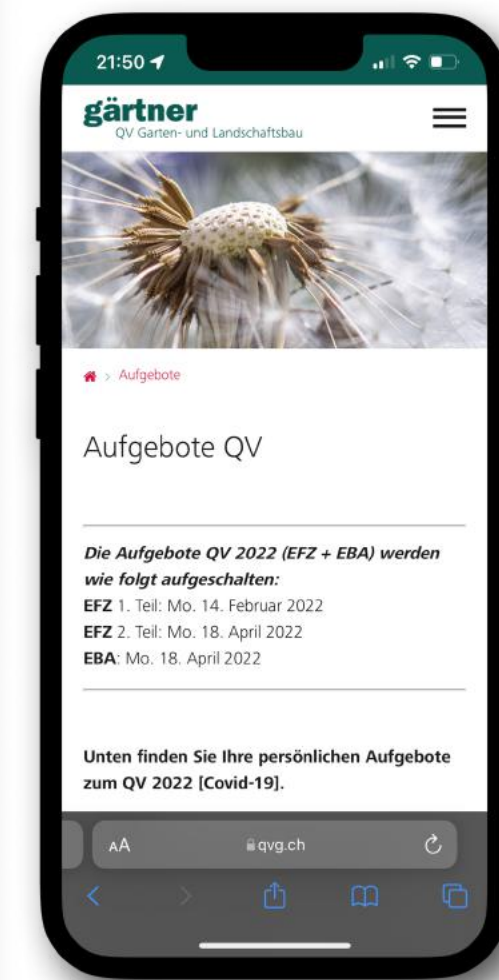 21:50
gärtner
QV Garten- und Landschaftsbau
> Aufgebote
Aufgebote QV
Die Aufgebote QV 2022 (EFZ + EBA) werden
wie folgt aufgeschalten:
EFZ 1. Teil: Mo. 14. Februar 2022
EFZ 2. Teil: Mo. 18. April 2022
EBA: Mo. 18. April 2022
Unten finden Sie Ihre persönlichen Aufgebote
zum QV 2022 [Covid-19].
AA qvg.ch